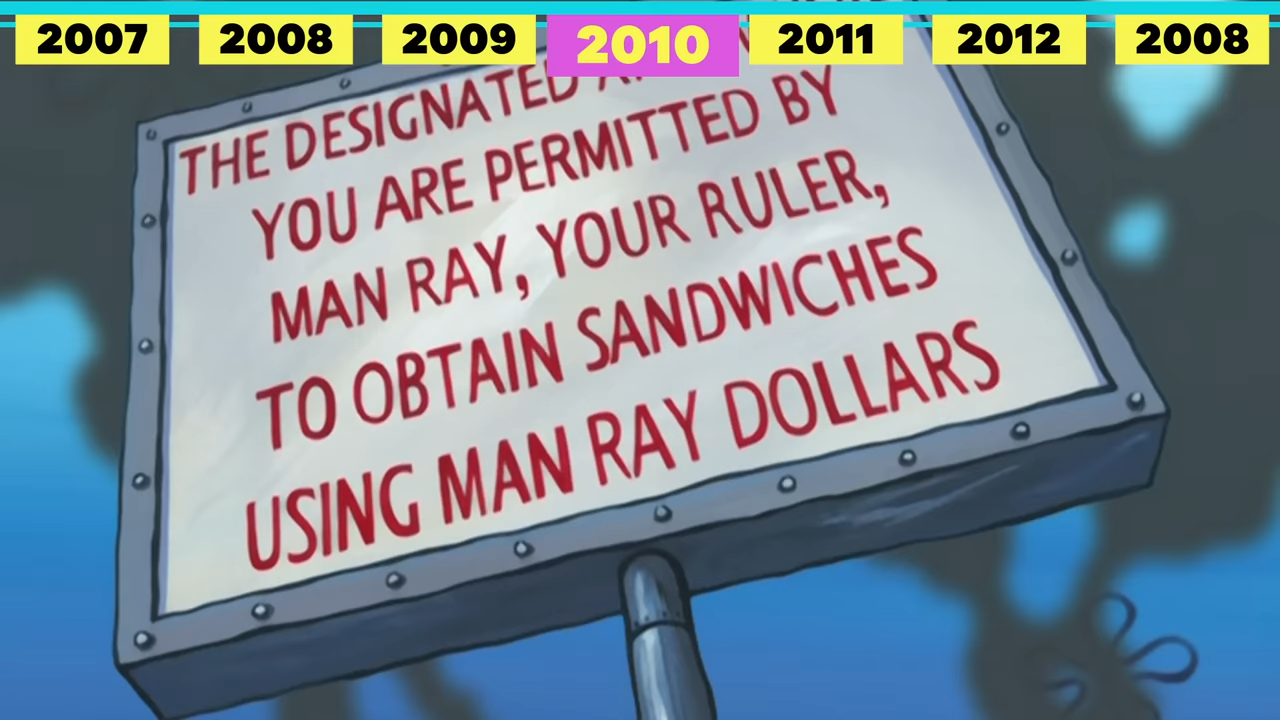 2007 2008 2009 2010 2011 2012 2008
THE DESIGNATED
YOU ARE PERMITTED BY
MAN RAY, YOUR RULER,
TO OBTAIN SANDWICHES
USING MAN RAY DOLLARS